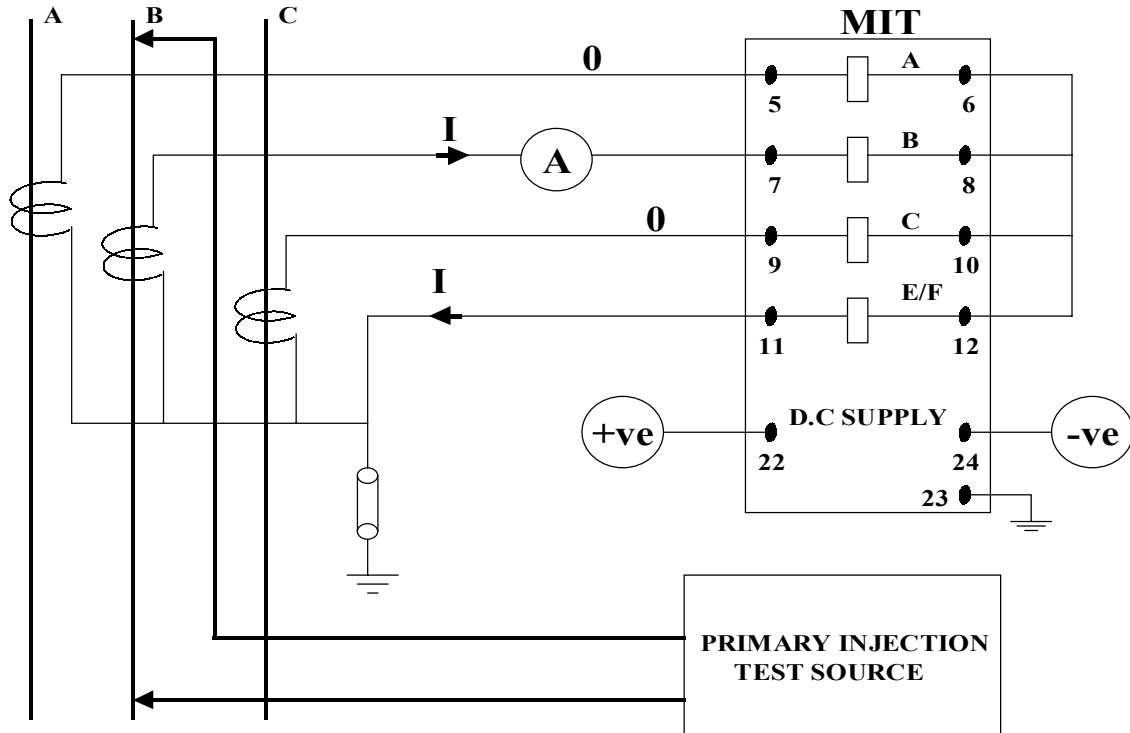 A B C
MIT
0
A
5 6
I
A
B
7 8
0
C
9 10
I
E/F
11 12
+ve
D.C SUPPLY
-ve
22 24
23
PRIMARY INJECTION
TEST SOURCE